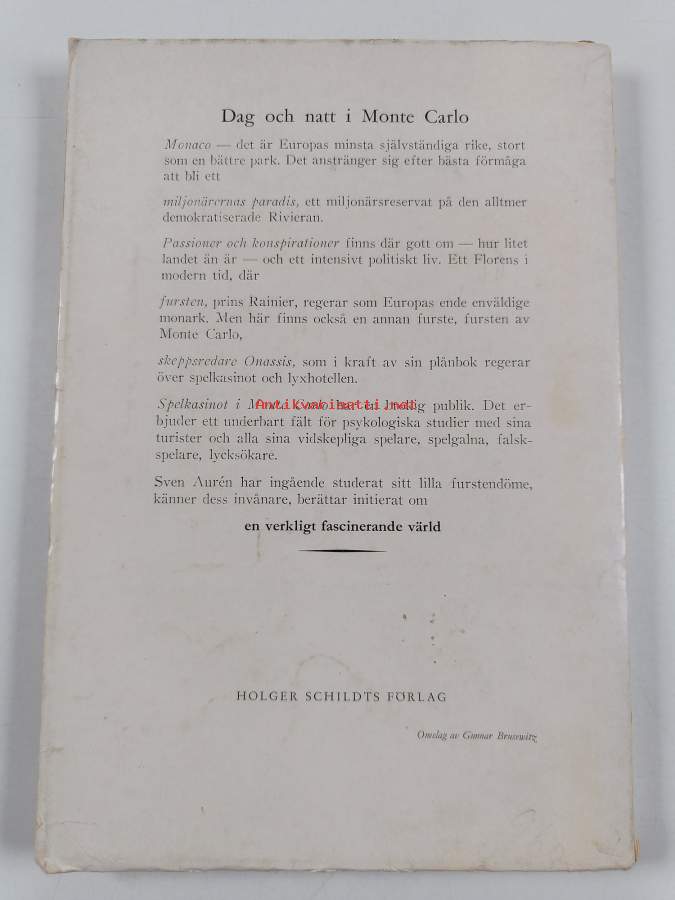 Dag och natt i Monte Carlo
Monaco — det är Europas minsta självständiga rike, stort
som en bättre park. Det anstränger sig efter bästa förmåga
att bli ett
miljonärernas paradis, ett miljonärsreservat på den alltmer
demokratiserade Rivieran.
Passioner och konspirationer finns där gott om — hur litet
landet än är — och ett intensivt politiskt liv. Ett Florens i
modern tid, där
fursten, prins Rainier, regerar som Europas ende enväldige
monark. Men här finns också en annan furste, fursten av
Monte Carlo,
skeppsredare Onassis, som i kraft av sin plånbok regerar
över spelkasinot och lyxhotellen.
Spelkasinot i Monte Carlo har en brokig publik. Det er-
Antikvakiisatti.net
bjuder ett underbart fält för psykologiska studier med sina
turister och alla sina vidskepliga spelare, spelgalna, falsk-
spelare, lycksökare.
Sven Aurén har ingående studerat sitt lilla furstendöme,
känner dess invånare, berättar initierat om
en verkligt fascinerande värld
HOLGER SCHILDTS FÖRLAG
Omslag av Gunnar Brusewitz